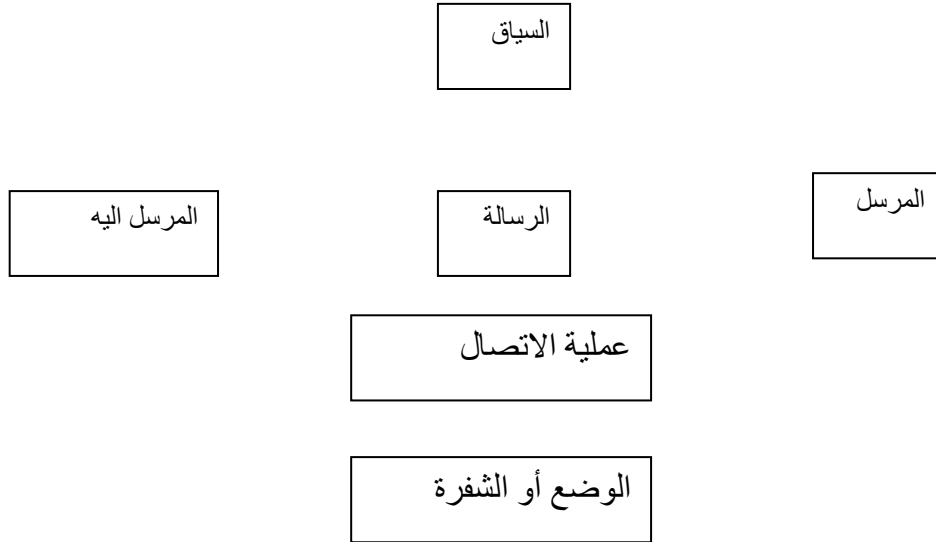 السياق
المرسل
الرسالة
المرسل اليه
عملية الاتصال
الوضع أو الشفرة